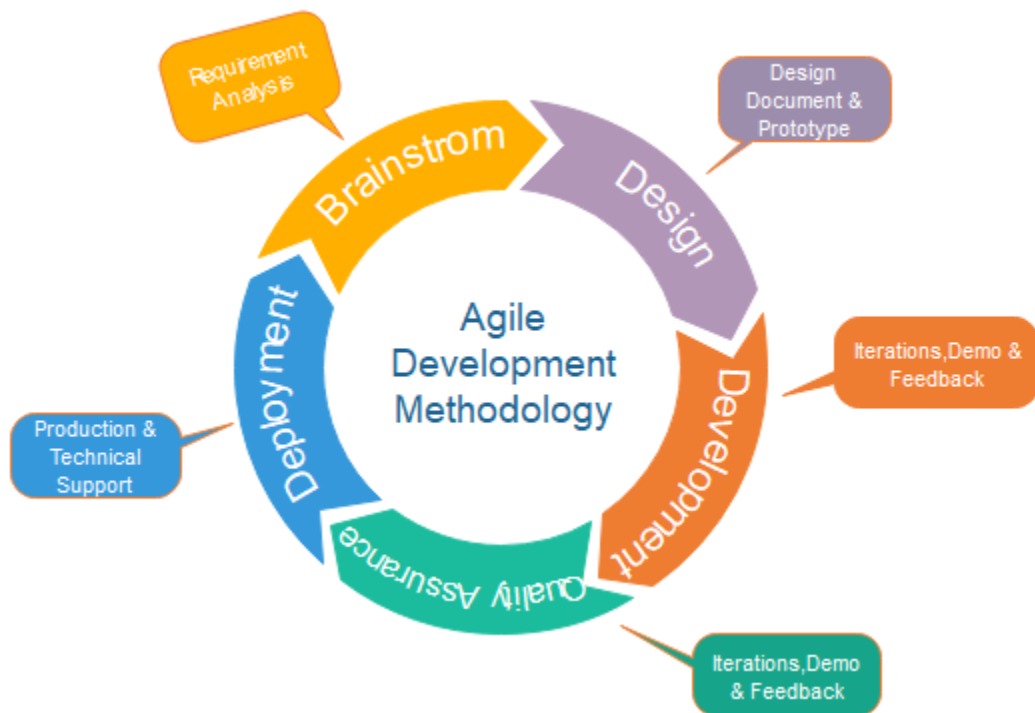 Requirement
Analysis
Brainstrom
Design
Document &
Prototype
Design
Agile
Development
Methodology
Iterations,Demo &
Feedback
Development
Deployment
Production &
Technical
Support
Quality Assurance
Iterations,Demo
& Feedback